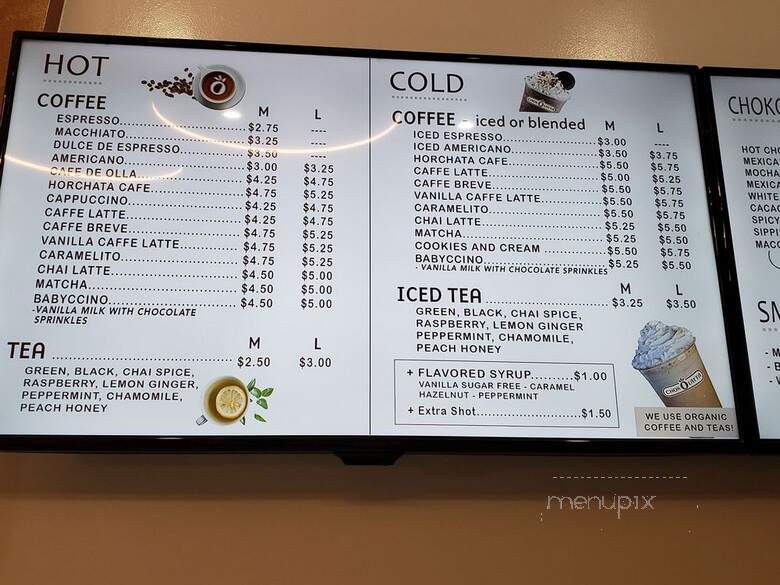 HOT
COFFEE M L
ESPRESSO $2.75 ----
MACCHIATO $3.25 ----
DULCE DE ESPRESSO $3.50 ----
AMERICANO $3.00 $3.25
CAFE DE OLLA $4.25 $4.75
HORCHATA CAFE $4.75 $5.25
CAPPUCCINO $4.25 $4.75
CAFFE LATTE $4.25 $4.75
CAFFE BREVE $4.75 $5.25
VANILLA CAFFE LATTE $4.75 $5.25
CARAMELITO $4.75 $5.25
CHAI LATTE $4.50 $5.00
MATCHA $4.50 $5.00
BABYCCINO $4.50 $5.00
-VANILLA MILK WITH CHOCOLATE
SPRINKLES
M L
TEA $2.50 $3.00
GREEN, BLACK, CHAI SPICE,
RASPBERRY, LEMON GINGER,
PEPPERMINT, CHAMOMILE,
PEACH HONEY
COLD
COFFEE - iced or blended M L
ICED ESPRESSO $3.00
ICED AMERICANO $3.50 $3.75
HORCHATA CAFE $5.50 $5.75
CAFFE LATTE $5.00 $5.25
CAFFE BREVE $5.50 $5.75
VANILLA CAFFE LATTE $5.50 $5.75
CARAMELITO $5.50 $5.75
CHAI LATTE $5.25 $5.50
MATCHA $5.25 $5.50
COOKIES AND CREAM $5.50 $5.75
BABYCCINO $5.25 $5.50
- VANILLA MILK WITH CHOCOLATE SPRINKLES
M L
ICED TEA $3.25 $3.50
GREEN, BLACK, CHAI SPICE,
RASPBERRY, LEMON GINGER
PEPPERMINT, CHAMOMILE,
PEACH HONEY
+ FLAVORED SYRUP $1.00
VANILLA SUGAR FREE - CARAMEL
HAZELNUT - PEPPERMINT
+ Extra Shot $1.50
WE USE ORGANIC
COFFEE AND TEAS!
CHOKO
HOT CHO
MEXICA
MOCHA
MEXIC
WHITE
CACAO
SPICY
SIPPI
MACC
SM
menupix